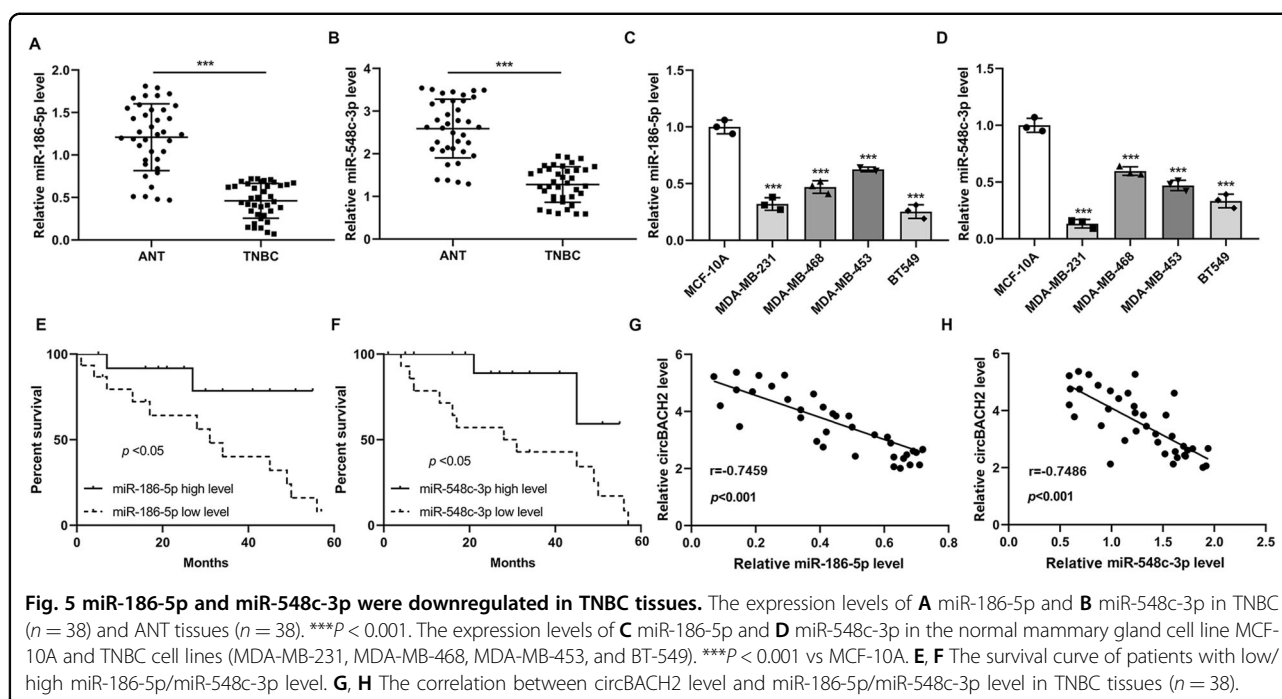 A
B
C
D
***
***
Relative miR-186-5p level
2.0
1.5
1.0
0.5
0.0
ANT
TNBC
Relative miR-548c-3p level
4
3
2
1
0
ANT
TNBC
Relative miR-186-5p level
1.5
1.0
0.5
0.0
***
***
***
***
MCF-10A
MDA-MB-231
MDA-MB-468
MDA-MB-453
BT549
Relative miR-548c-3p level
1.5
1.0
0.5
0.0
***
***
***
***
MCF-10A
MDA-MB-231
MDA-MB-468
MDA-MB-453
BT549
E
F
G
H
Percent survival
100
50
0
p <0.05
miR-186-5p high level
miR-186-5p low level
0
20
40
60
Months
Percent survival
100
50
0
p <0.05
miR-548c-3p high level
miR-548c-3p low level
0
20
40
60
Months
Relative circBACH2 level
6
4
2
0
r=-0.7459
p<0.001
0.0
0.2
0.4
0.6
0.8
Relative miR-186-5p level
Relative circBACH2 level
6
4
2
0
r=-0.7486
p<0.001
0.0
0.5
1.0
1.5
2.0
2.5
Relative miR-548c-3p level
Fig. 5 miR-186-5p and miR-548c-3p were downregulated in TNBC tissues. The expression levels of A miR-186-5p and B miR-548c-3p in TNBC
(n = 38) and ANT tissues (n = 38). ***P < 0.001. The expression levels of C miR-186-5p and D miR-548c-3p in the normal mammary gland cell line MCF-
10A and TNBC cell lines (MDA-MB-231, MDA-MB-468, MDA-MB-453, and BT-549). ***P < 0.001 vs MCF-10A. E, F The survival curve of patients with low/
high miR-186-5p/miR-548c-3p level. G, H The correlation between circBACH2 level and miR-186-5p/miR-548c-3p level in TNBC tissues (n = 38).